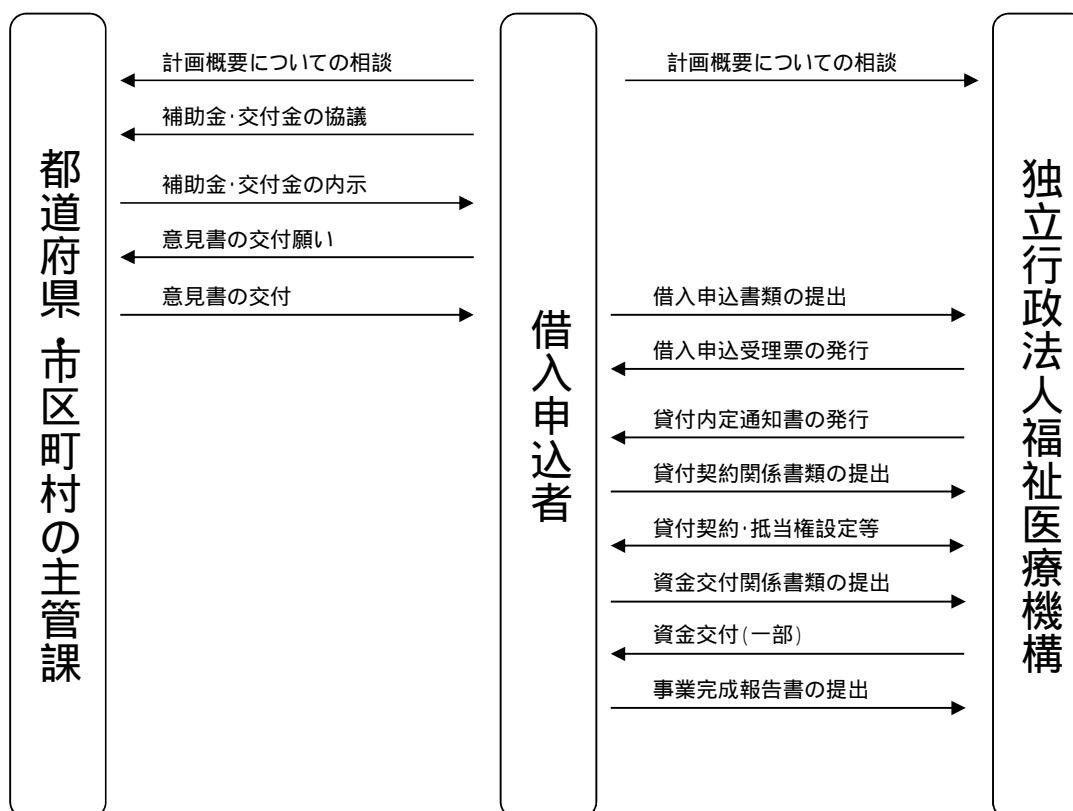 都道府県・市区町村の主管課
計画概要についての相談
補助金・交付金の協議
補助金・交付金の内示
意見書の交付願い
意見書の交付
借入申込者
計画概要についての相談
借入申込書類の提出
借入申込受理票の発行
貸付内定通知書の発行
貸付契約関係書類の提出
貸付契約・抵当権設定等
資金交付関係書類の提出
資金交付(一部)
事業完成報告書の提出
独立行政法人福祉医療機構